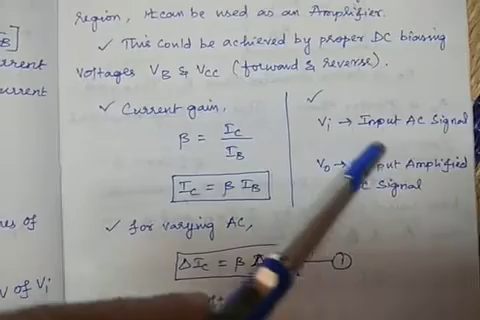 region, it can be used as an Amplifier.
✓ This could be achieved by proper DC biasing
voltages VB & VCC (forward & reverse).
✓ Current gain,
β = IC / IB
IC = β IB
✓ for varying AC,
ΔIC = β
①
✓
Vi → Input AC Signal
Vo → put Amplified
C Signal
IB]
rrent
urrent
es of
V of Vi